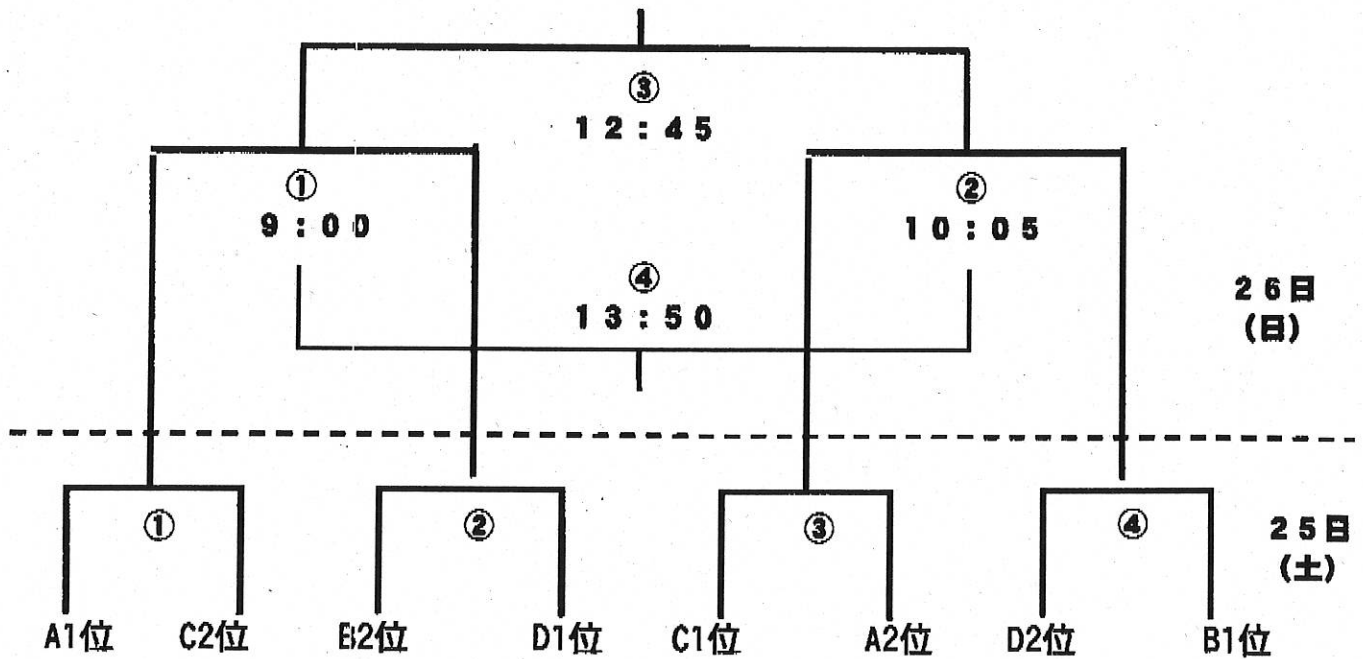 ③
12:45
①
9:00
②
10:05
④
13:50
26日
(日)
①
②
③
④
25日
(土)
A1位 C2位 B2位 D1位 C1位 A2位 D2位 B1位